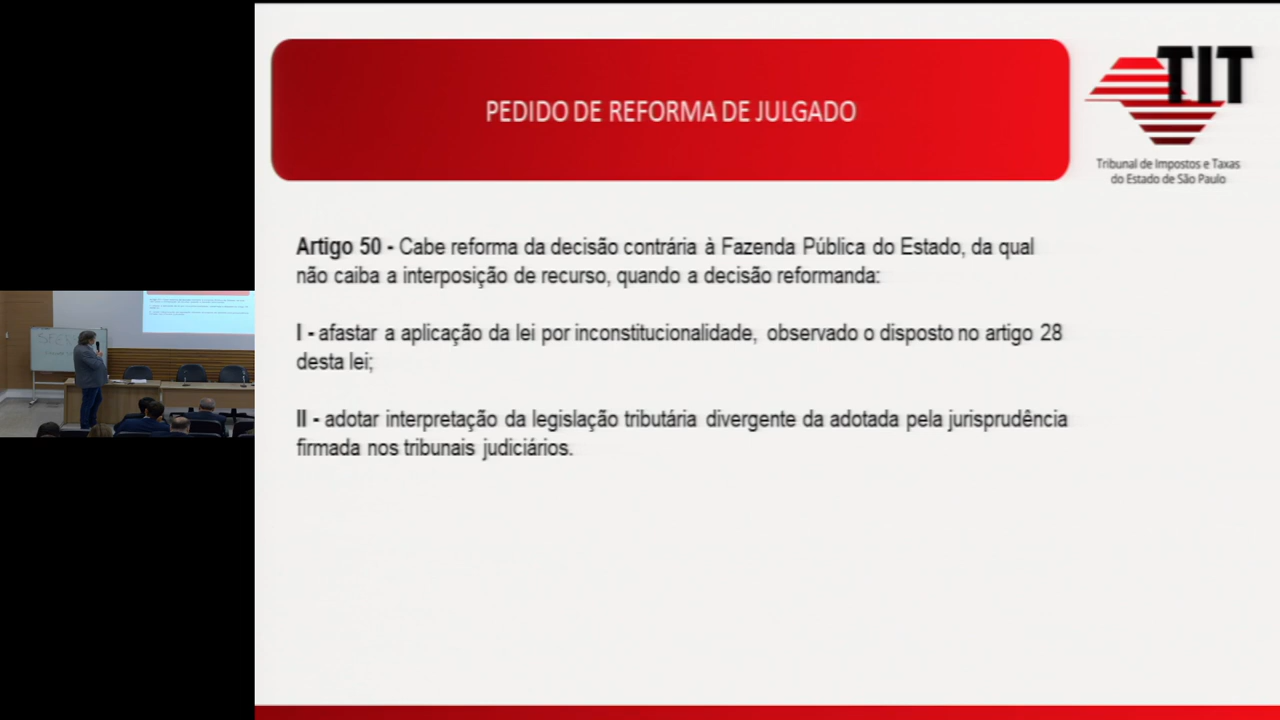 PEDIDO DE REFORMA DE JULGADO
TIT
Tribunal de Impostos e Taxas
do Estado de São Paulo
Artigo 50 - Cabe reforma da decisão contrária à Fazenda Pública do Estado, da qual
não caiba a interposição de recurso, quando a decisão reformanda:
I - afastar a aplicação da lei por inconstitucionalidade, observado o disposto no artigo 28
desta lei;
II - adotar interpretação da legislação tributária divergente da adotada pela jurisprudência
firmada nos tribunais judiciários.